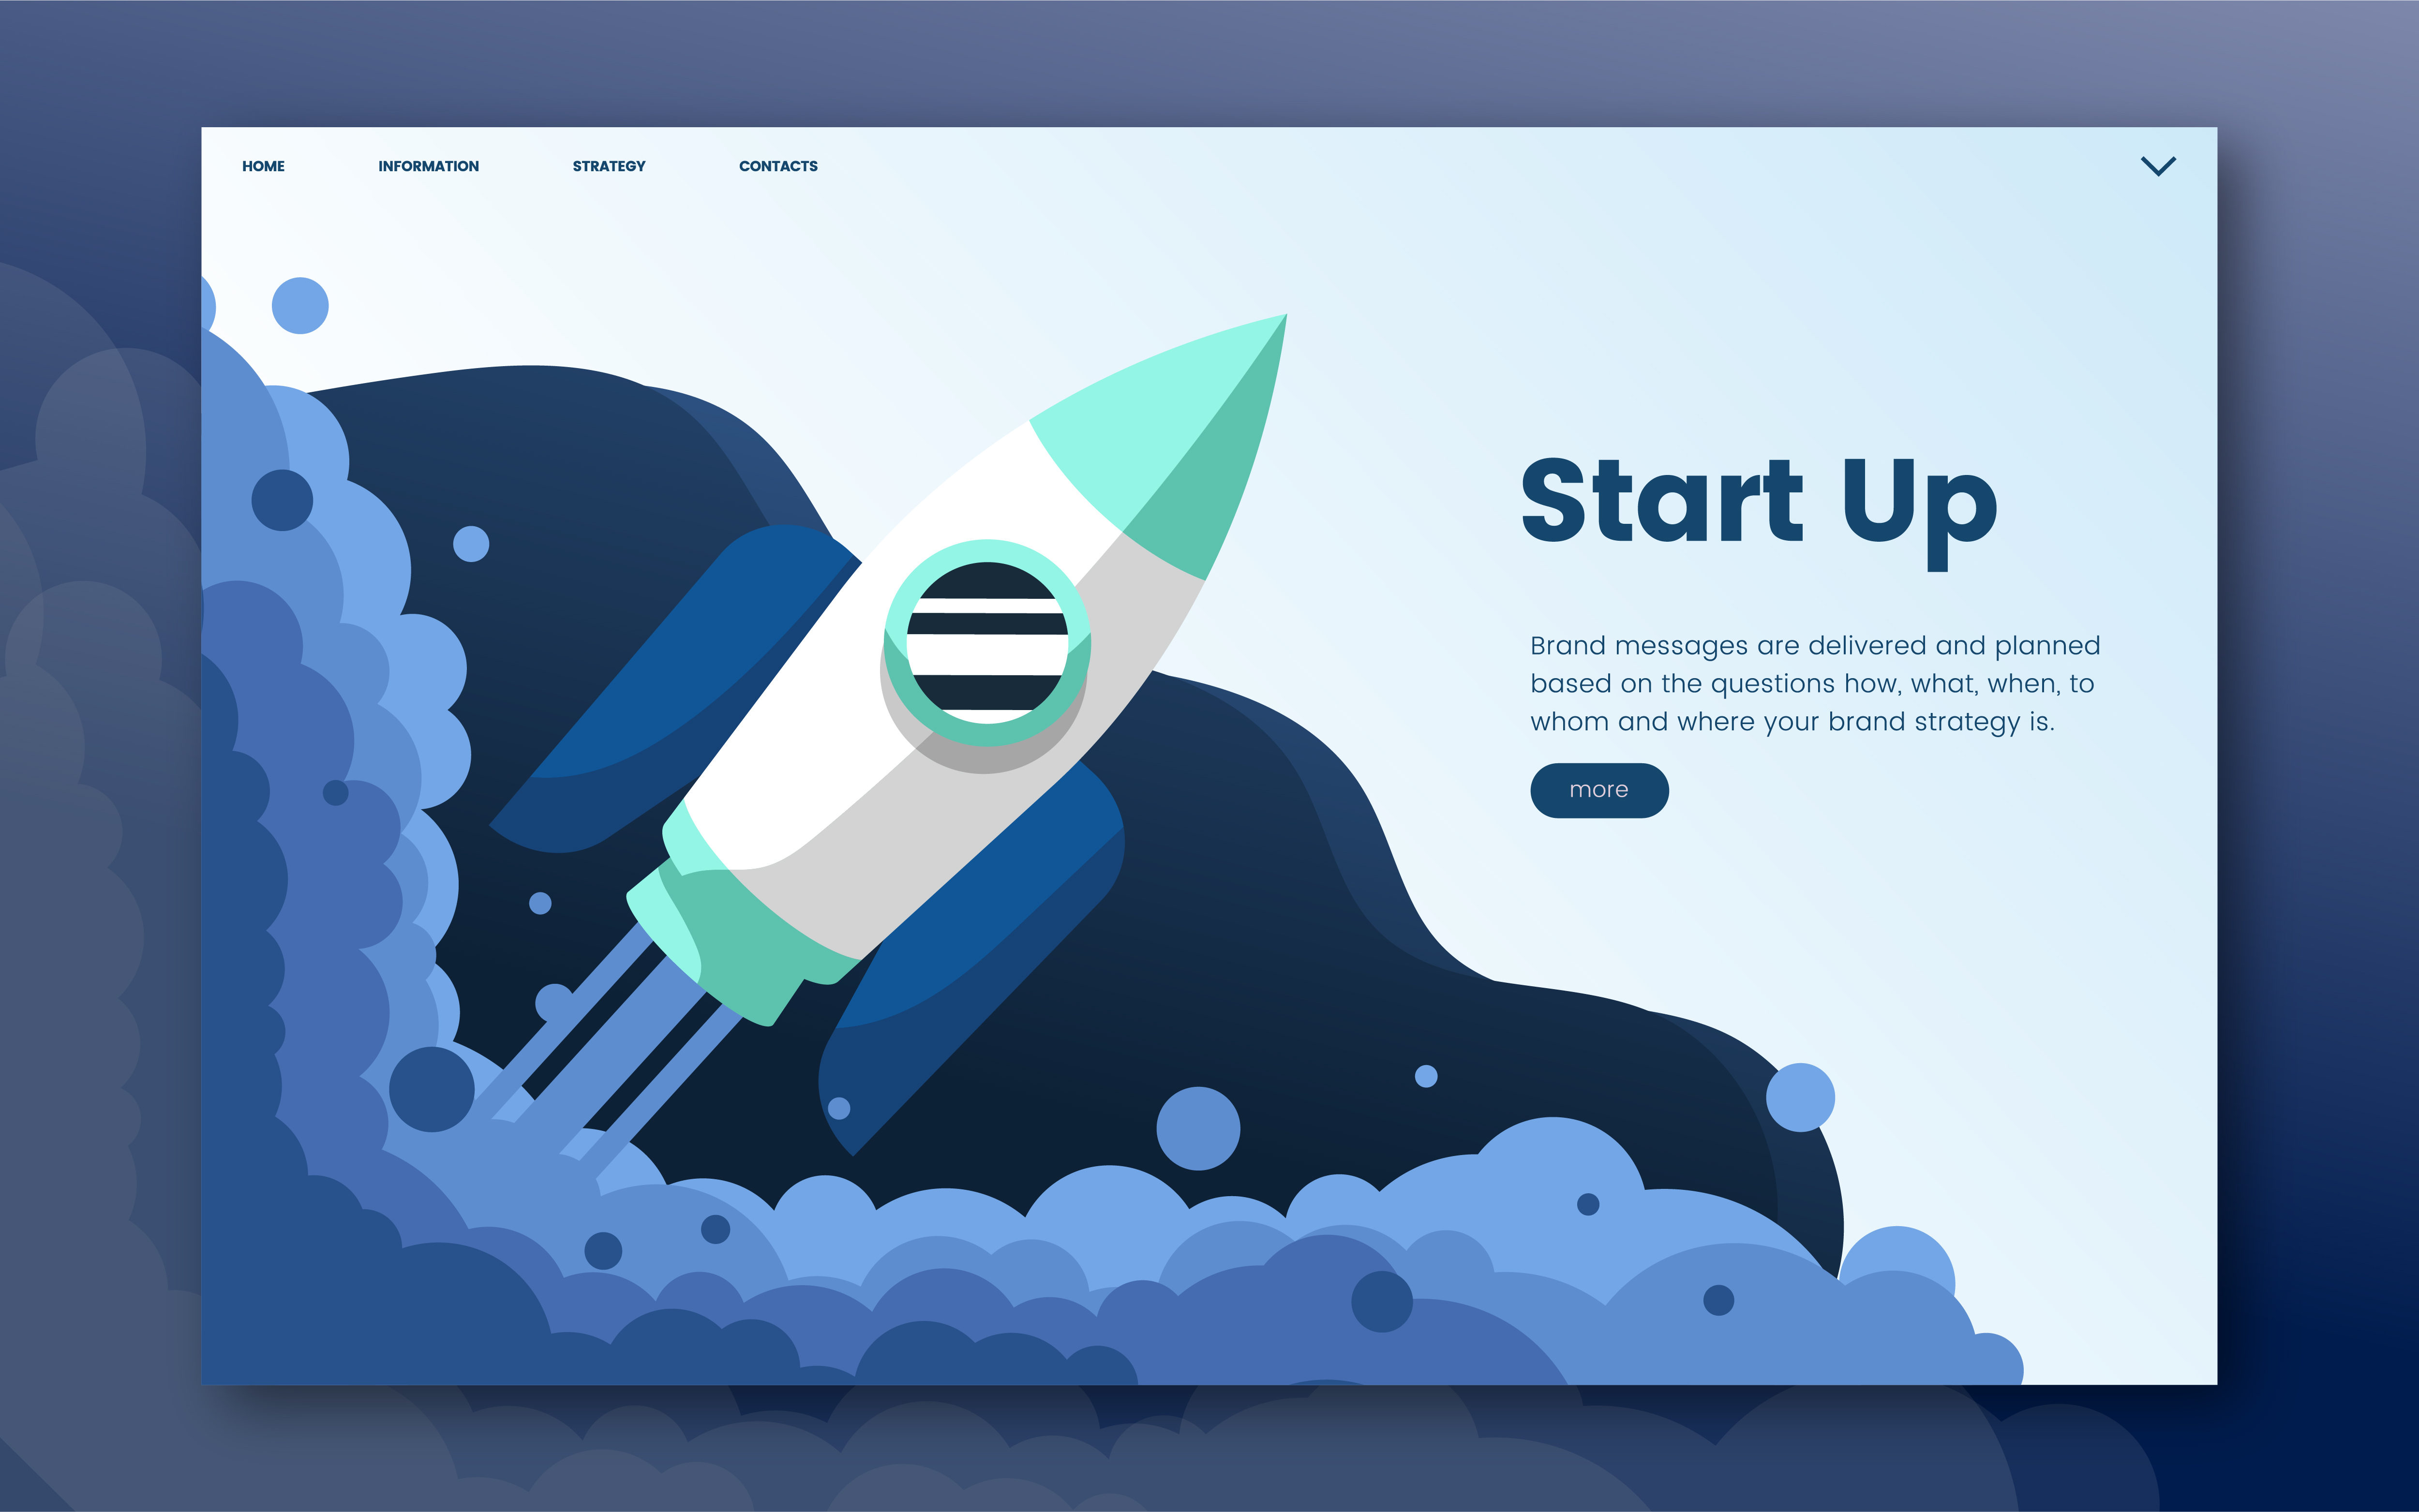 HOME INFORMATION STRATEGY CONTACTS
Start Up
Brand messages are delivered and planned
based on the questions how, what, when, to
whom and where your brand strategy is.
more